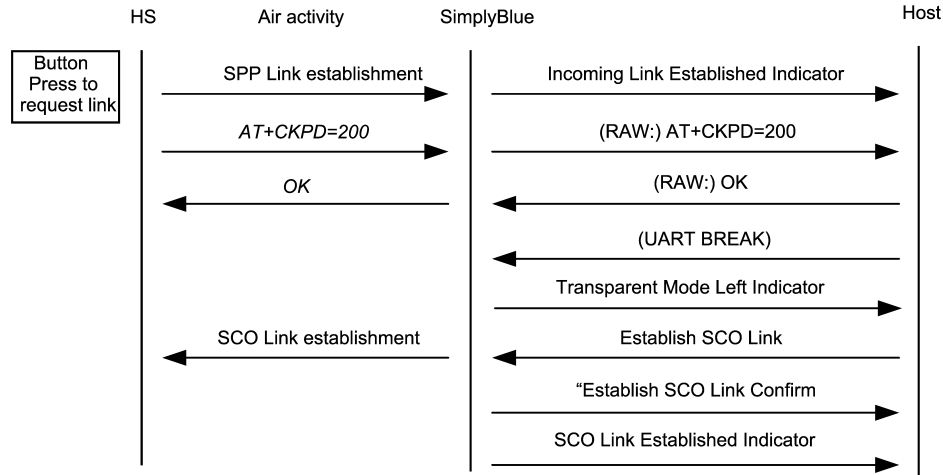 HS
Air activity
SimplyBlue
Host
Button
Press to
request link
SPP Link establishment
Incoming Link Established Indicator
AT+CKPD=200
(RAW:) AT+CKPD=200
OK
(RAW:) OK
(UART BREAK)
Transparent Mode Left Indicator
SCO Link establishment
Establish SCO Link
“Establish SCO Link Confirm
SCO Link Established Indicator